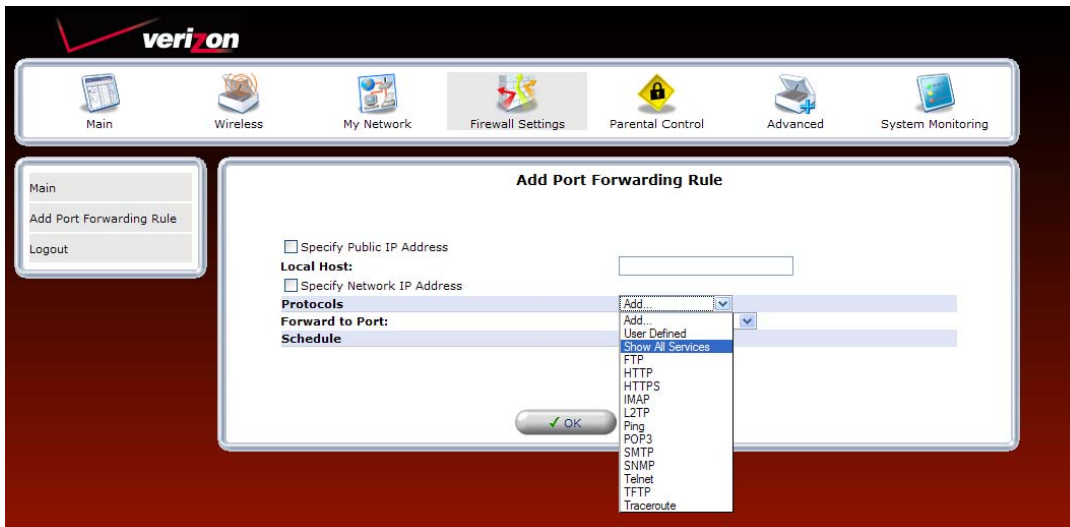 verizon
Main
Wireless
My Network
Firewall Settings
Parental Control
Advanced
System Monitoring
Main
Add Port Forwarding Rule
Logout
Add Port Forwarding Rule
Specify Public IP Address
Local Host:
Specify Network IP Address
Protocols
Add...
Forward to Port:
Schedule
Add...
User Defined
Show All Services
FTP
HTTP
HTTPS
IMAP
L2TP
Ping
POP3
SMTP
SNMP
Telnet
TFTP
Traceroute
OK